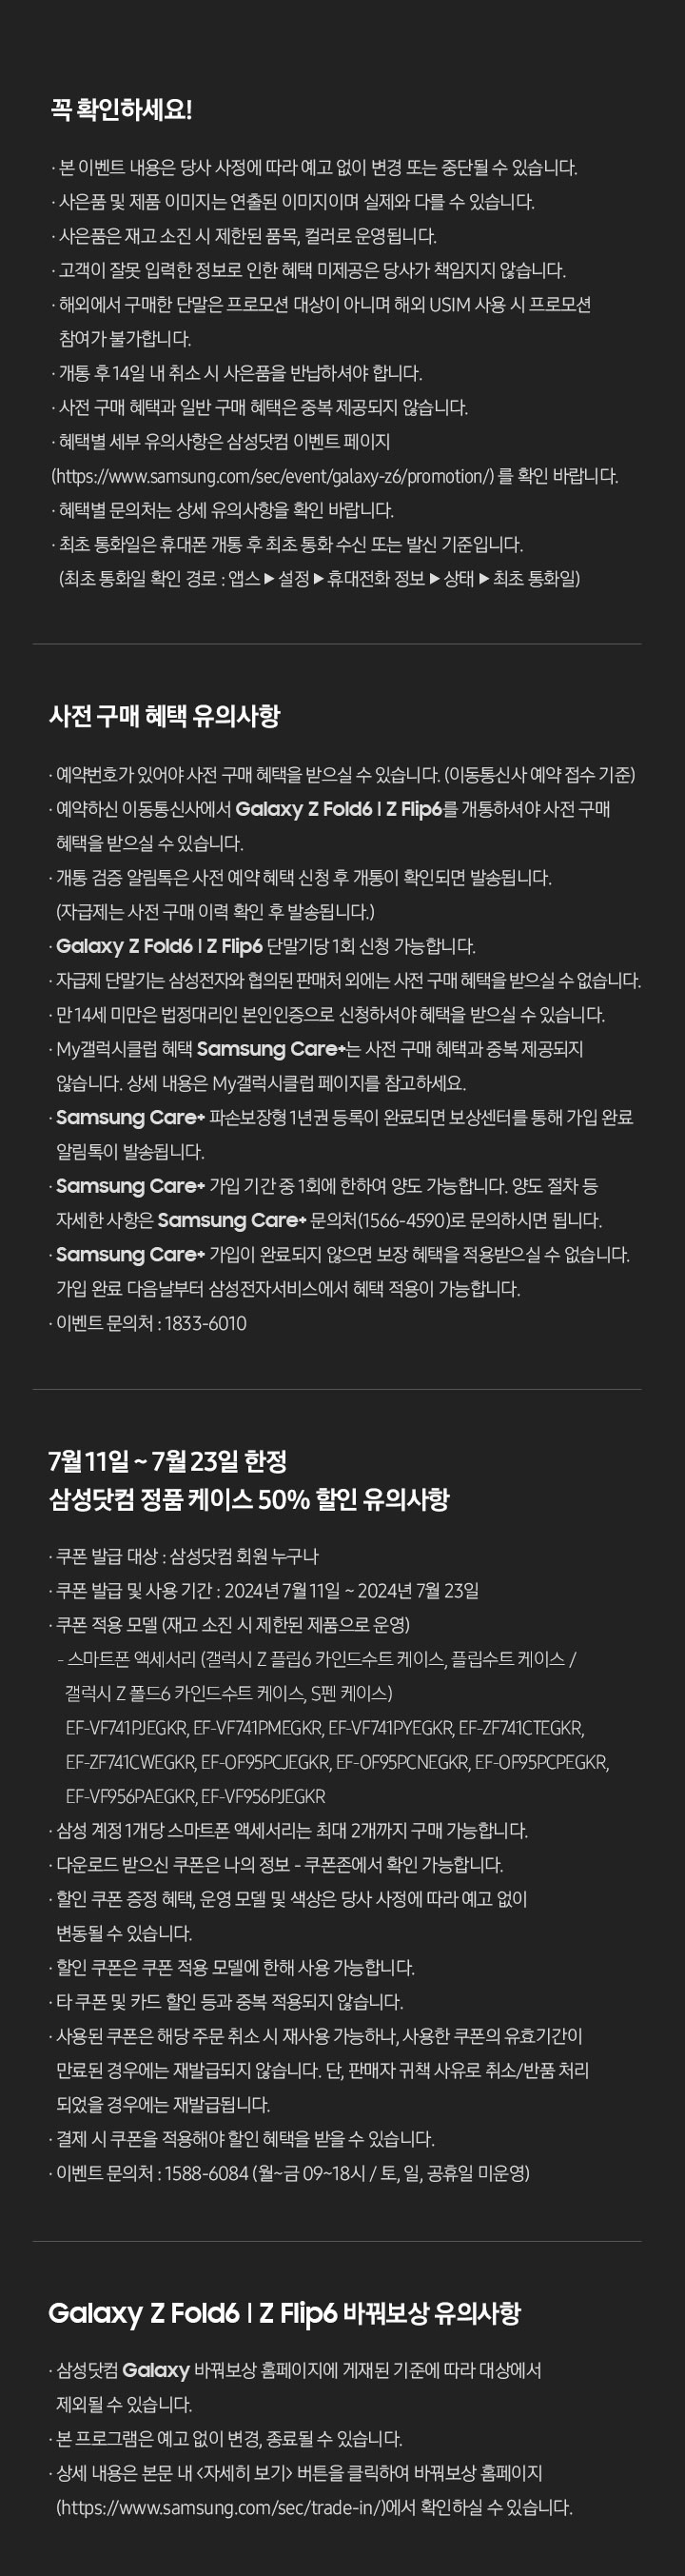 꼭 확인하세요!
· 본 이벤트 내용은 당사 사정에 따라 예고 없이 변경 또는 중단될 수 있습니다.
· 사은품 및 제품 이미지는 연출된 이미지이며 실제와 다를 수 있습니다.
· 사은품은 재고 소진 시 제한된 품목, 컬러로 운영됩니다.
· 고객이 잘못 입력한 정보로 인한 혜택 미제공은 당사가 책임지지 않습니다.
· 해외에서 구매한 단말은 프로모션 대상이 아니며 해외 USIM 사용 시 프로모션
참여가 불가합니다.
· 개통 후 14일 내 취소 시 사은품을 반납하셔야 합니다.
· 사전 구매 혜택과 일반 구매 혜택은 중복 제공되지 않습니다.
· 혜택별 세부 유의사항은 삼성닷컴 이벤트 페이지
(https://www.samsung.com/sec/event/galaxy-z6/promotion/) 를 확인 바랍니다.
· 혜택별 문의처는 상세 유의사항을 확인 바랍니다.
· 최초 통화일은 휴대폰 개통 후 최초 통화 수신 또는 발신 기준입니다.
(최초 통화일 확인 경로 : 앱스 ▶ 설정 ▶ 휴대전화 정보 ▶ 상태 ▶ 최초 통화일)
사전 구매 혜택 유의사항
· 예약번호가 있어야 사전 구매 혜택을 받으실 수 있습니다. (이동통신사 예약 접수 기준)
· 예약하신 이동통신사에서 Galaxy Z Fold6 | Z Flip6를 개통하셔야 사전 구매
혜택을 받으실 수 있습니다.
· 개통 검증 알림톡은 사전 예약 혜택 신청 후 개통이 확인되면 발송됩니다.
(자급제는 사전 구매 이력 확인 후 발송됩니다.)
· Galaxy Z Fold6 | Z Flip6 단말기당 1회 신청 가능합니다.
· 자급제 단말기는 삼성전자와 협의된 판매처 외에는 사전 구매 혜택을 받으실 수 없습니다.
· 만 14세 미만은 법정대리인 본인인증으로 신청하셔야 혜택을 받으실 수 있습니다.
· My갤럭시클럽 혜택 Samsung Care+는 사전 구매 혜택과 중복 제공되지
않습니다. 상세 내용은 My갤럭시클럽 페이지를 참고하세요.
· Samsung Care+ 파손보장형 1년권 등록이 완료되면 보상센터를 통해 가입 완료
알림톡이 발송됩니다.
· Samsung Care+ 가입 기간 중 1회에 한하여 양도 가능합니다. 양도 절차 등
자세한 사항은 Samsung Care+ 문의처(1566-4590)로 문의하시면 됩니다.
· Samsung Care+ 가입이 완료되지 않으면 보장 혜택을 적용받으실 수 없습니다.
가입 완료 다음날부터 삼성전자서비스에서 혜택 적용이 가능합니다.
· 이벤트 문의처 : 1833-6010
7월 11일 ~ 7월 23일 한정
삼성닷컴 정품 케이스 50% 할인 유의사항
· 쿠폰 발급 대상 : 삼성닷컴 회원 누구나
· 쿠폰 발급 및 사용 기간 : 2024년 7월 11일 ~ 2024년 7월 23일
· 쿠폰 적용 모델 (재고 소진 시 제한된 제품으로 운영)
- 스마트폰 액세서리 (갤럭시 Z 플립6 카인드수트 케이스, 플립수트 케이스 /
갤럭시 Z 폴드6 카인드수트 케이스, S펜 케이스)
EF-VF741PJEGKR, EF-VF741PMEGKR, EF-VF741PYEGKR, EF-ZF741CTEGKR,
EF-ZF741CWEGKR, EF-OF95PCJEGKR, EF-OF95PCNEGKR, EF-OF95PCPEGKR,
EF-VF956PAEGKR, EF-VF956PJEGKR
· 삼성 계정 1개당 스마트폰 액세서리는 최대 2개까지 구매 가능합니다.
· 다운로드 받으신 쿠폰은 나의 정보 - 쿠폰존에서 확인 가능합니다.
· 할인 쿠폰 증정 혜택, 운영 모델 및 색상은 당사 사정에 따라 예고 없이
변동될 수 있습니다.
· 할인 쿠폰은 쿠폰 적용 모델에 한해 사용 가능합니다.
· 타 쿠폰 및 카드 할인 등과 중복 적용되지 않습니다.
· 사용된 쿠폰은 해당 주문 취소 시 재사용 가능하나, 사용한 쿠폰의 유효기간이
만료된 경우에는 재발급되지 않습니다. 단, 판매자 귀책 사유로 취소/반품 처리
되었을 경우에는 재발급됩니다.
· 결제 시 쿠폰을 적용해야 할인 혜택을 받을 수 있습니다.
· 이벤트 문의처 : 1588-6084 (월~금 09~18시 / 토, 일, 공휴일 미운영)
Galaxy Z Fold6 | Z Flip6 바꿔보상 유의사항
· 삼성닷컴 Galaxy 바꿔보상 홈페이지에 게재된 기준에 따라 대상에서
제외될 수 있습니다.
· 본 프로그램은 예고 없이 변경, 종료될 수 있습니다.
· 상세 내용은 본문 내 <자세히 보기> 버튼을 클릭하여 바꿔보상 홈페이지
(https://www.samsung.com/sec/trade-in/)에서 확인하실 수 있습니다.